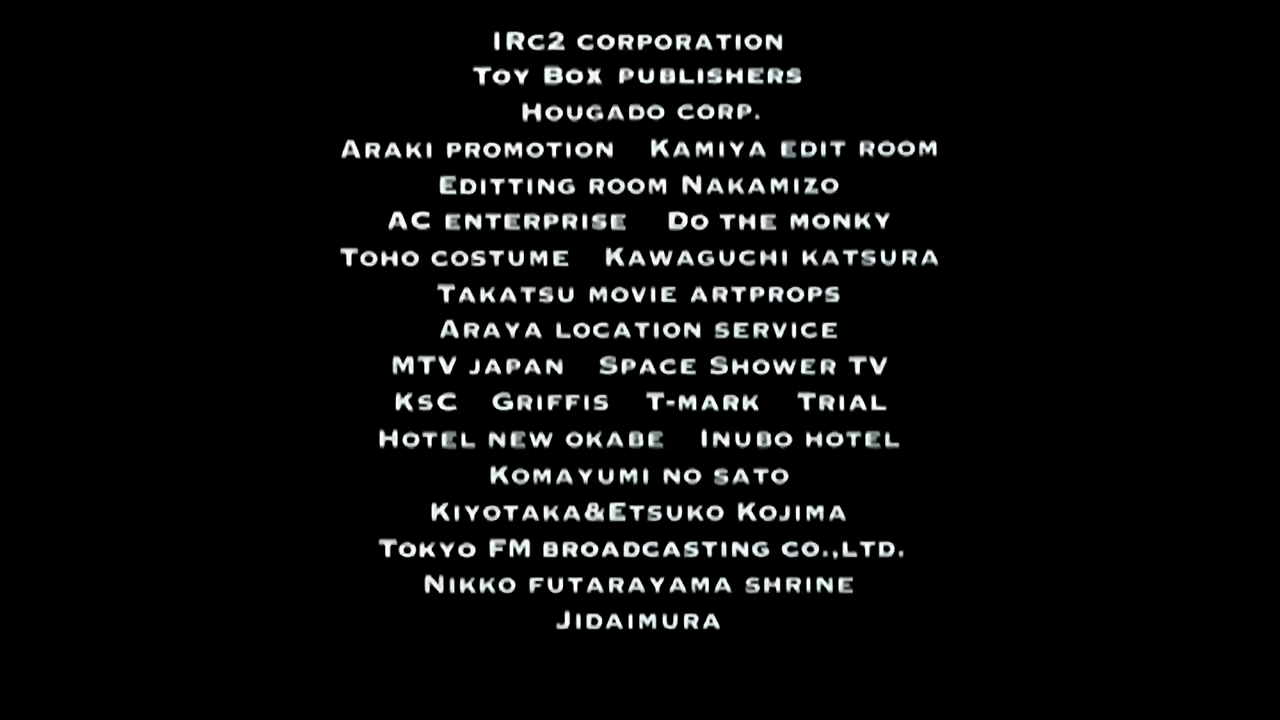 IRc2 CORPORATION
TOY BOX PUBLISHERS
HOUGADO CORP.
ARAKI PROMOTION KAMIYA EDIT ROOM
EDITTING ROOM NAKAMIZO
AC ENTERPRISE DO THE MONKY
TOHO COSTUME KAWAGUCHI KATSURA
TAKATSU MOVIE ARTPROPS
ARAYA LOCATION SERVICE
MTV JAPAN SPACE SHOWER TV
KSC GRIFFIS T-MARK TRIAL
HOTEL NEW OKABE INUBO HOTEL
KOMAYUMI NO SATO
KIYOTAKA&ETSUKO KOJIMA
TOKYO FM BROADCASTING CO.,LTD.
NIKKO FUTARAYAMA SHRINE
JIDAIMURA